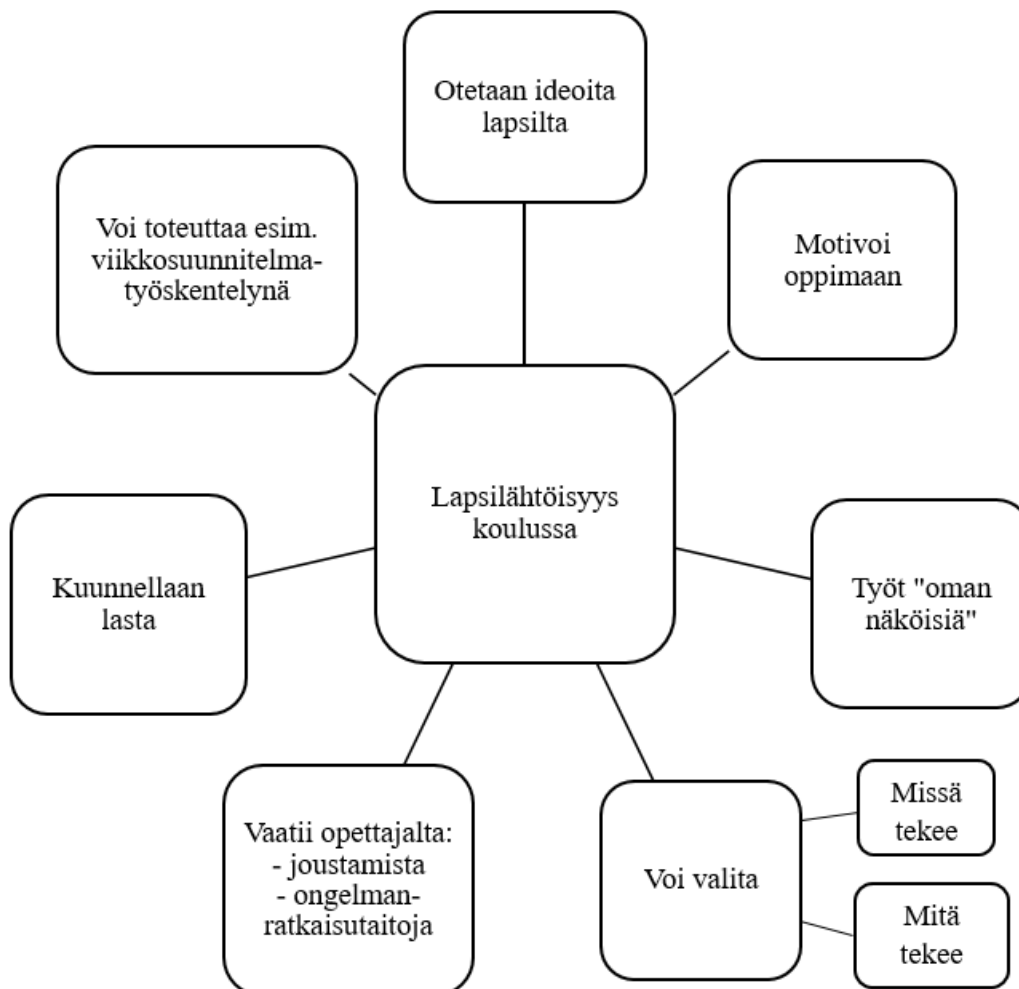 Otetaan ideoita
lapsilta
Voi toteuttaa esim.
viikkosuunnitelma-
työskentelynä
Motivoi
oppimaan
Lapsilähtöisyys
koulussa
Kuunnellaan
lasta
Työt "oman
näköisiä"
Vaatii opettajalta:
- joustamista
- ongelman-
ratkaisutaitoja
Voi valita
Missä
tekee
Mitä
tekee